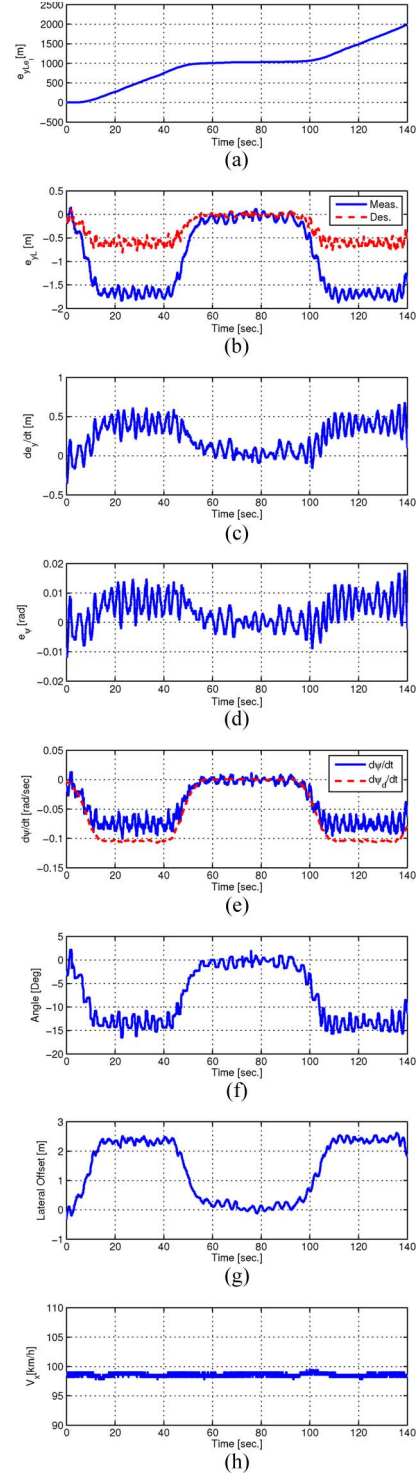 2500
2000
1500
1000
500
0
−500
e_yLe_i [m]
0 20 40 60 80 100 120 140
Time [sec.]
(a)
0.5
0
−0.5
−1
−1.5
−2
e_yL [m]
Meas.
Des.
0 20 40 60 80 100 120 140
Time [sec.]
(b)
1
0.5
0
−0.5
de_y/dt [m]
0 20 40 60 80 100 120 140
Time [sec.]
(c)
0.02
0.01
0
−0.01
−0.02
e_ψ [rad]
0 20 40 60 80 100 120 140
Time [sec.]
(d)
0.05
0
−0.05
−0.1
−0.15
dψ/dt [rad/sec]
dψ/dt
dψ_d/dt
0 20 40 60 80 100 120 140
Time [sec.]
(e)
5
0
−5
−10
−15
−20
Angle [Deg]
0 20 40 60 80 100 120 140
Time [sec.]
(f)
3
2
1
0
−1
Lateral Offset [m]
0 20 40 60 80 100 120 140
Time [sec.]
(g)
110
105
100
95
90
V_x[km/h]
0 20 40 60 80 100 120 140
Time [sec.]
(h)